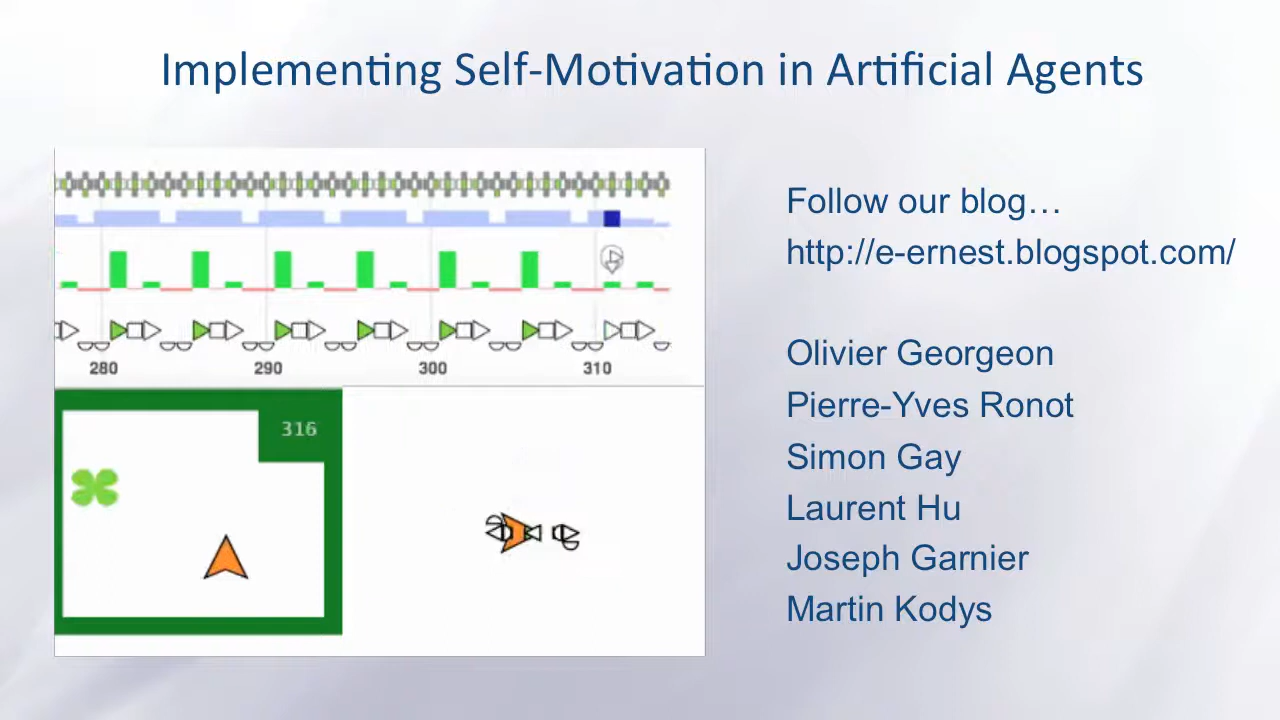 Implementing Self-Motivation in Artificial Agents
Follow our blog…
http://e-ernest.blogspot.com/
Olivier Georgeon
Pierre-Yves Ronot
Simon Gay
Laurent Hu
Joseph Garnier
Martin Kodys
280 290 300 310
316